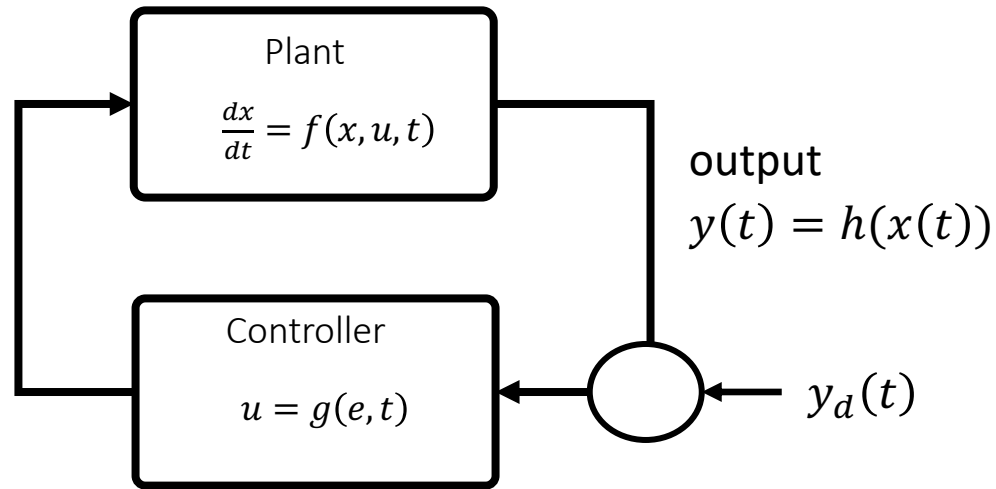 Plant
dx/dt = f(x, u, t)
output
y(t) = h(x(t))
Controller
u = g(e, t)
y_d(t)